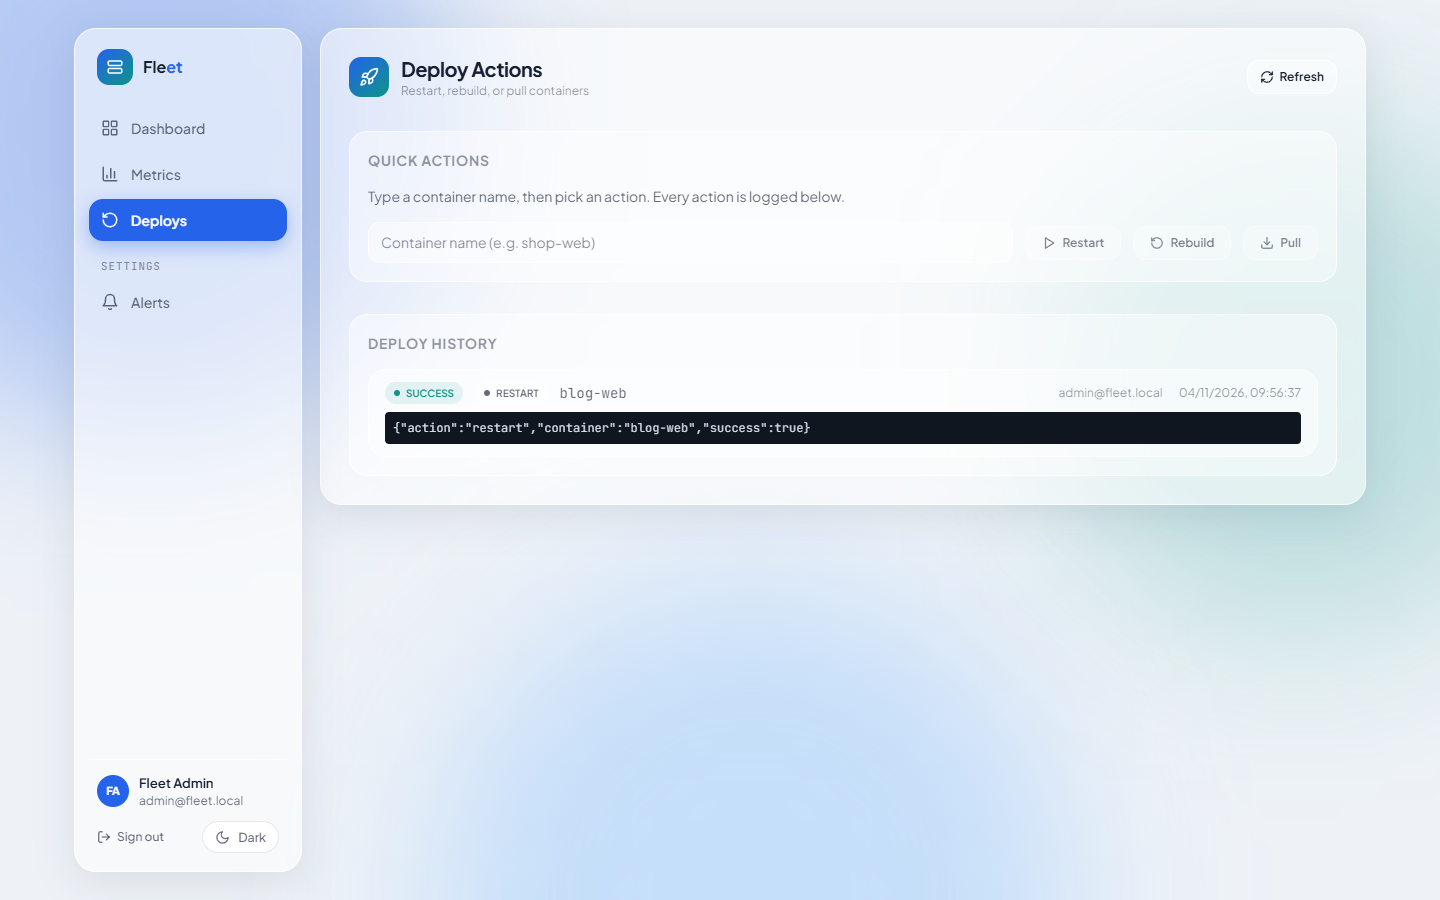 Fleet
Dashboard
Metrics
Deploys
SETTINGS
Alerts
FA
Fleet Admin
admin@fleet.local
Sign out
Dark
Deploy Actions
Restart, rebuild, or pull containers
Refresh
QUICK ACTIONS
Type a container name, then pick an action. Every action is logged below.
Container name (e.g. shop-web)
Restart
Rebuild
Pull
DEPLOY HISTORY
SUCCESS RESTART blog-web admin@fleet.local 04/11/2026, 09:56:37
{"action":"restart","container":"blog-web","success":true}